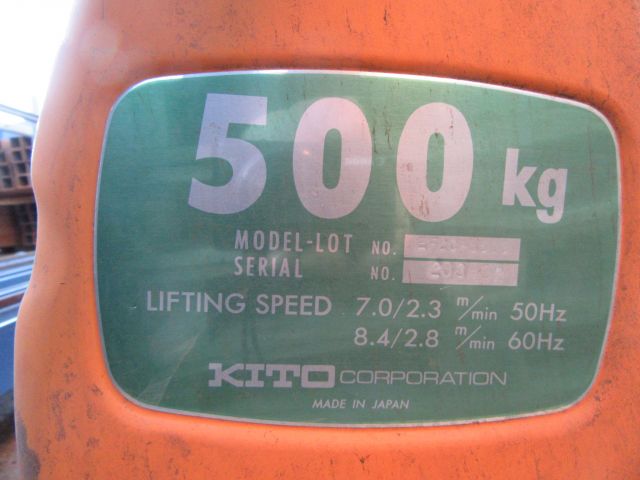 500 kg
MODEL-LOT NO.
SERIAL NO.
LIFTING SPEED 7.0/2.3 m/min 50Hz
8.4/2.8 m/min 60Hz
KITO CORPORATION
MADE IN JAPAN